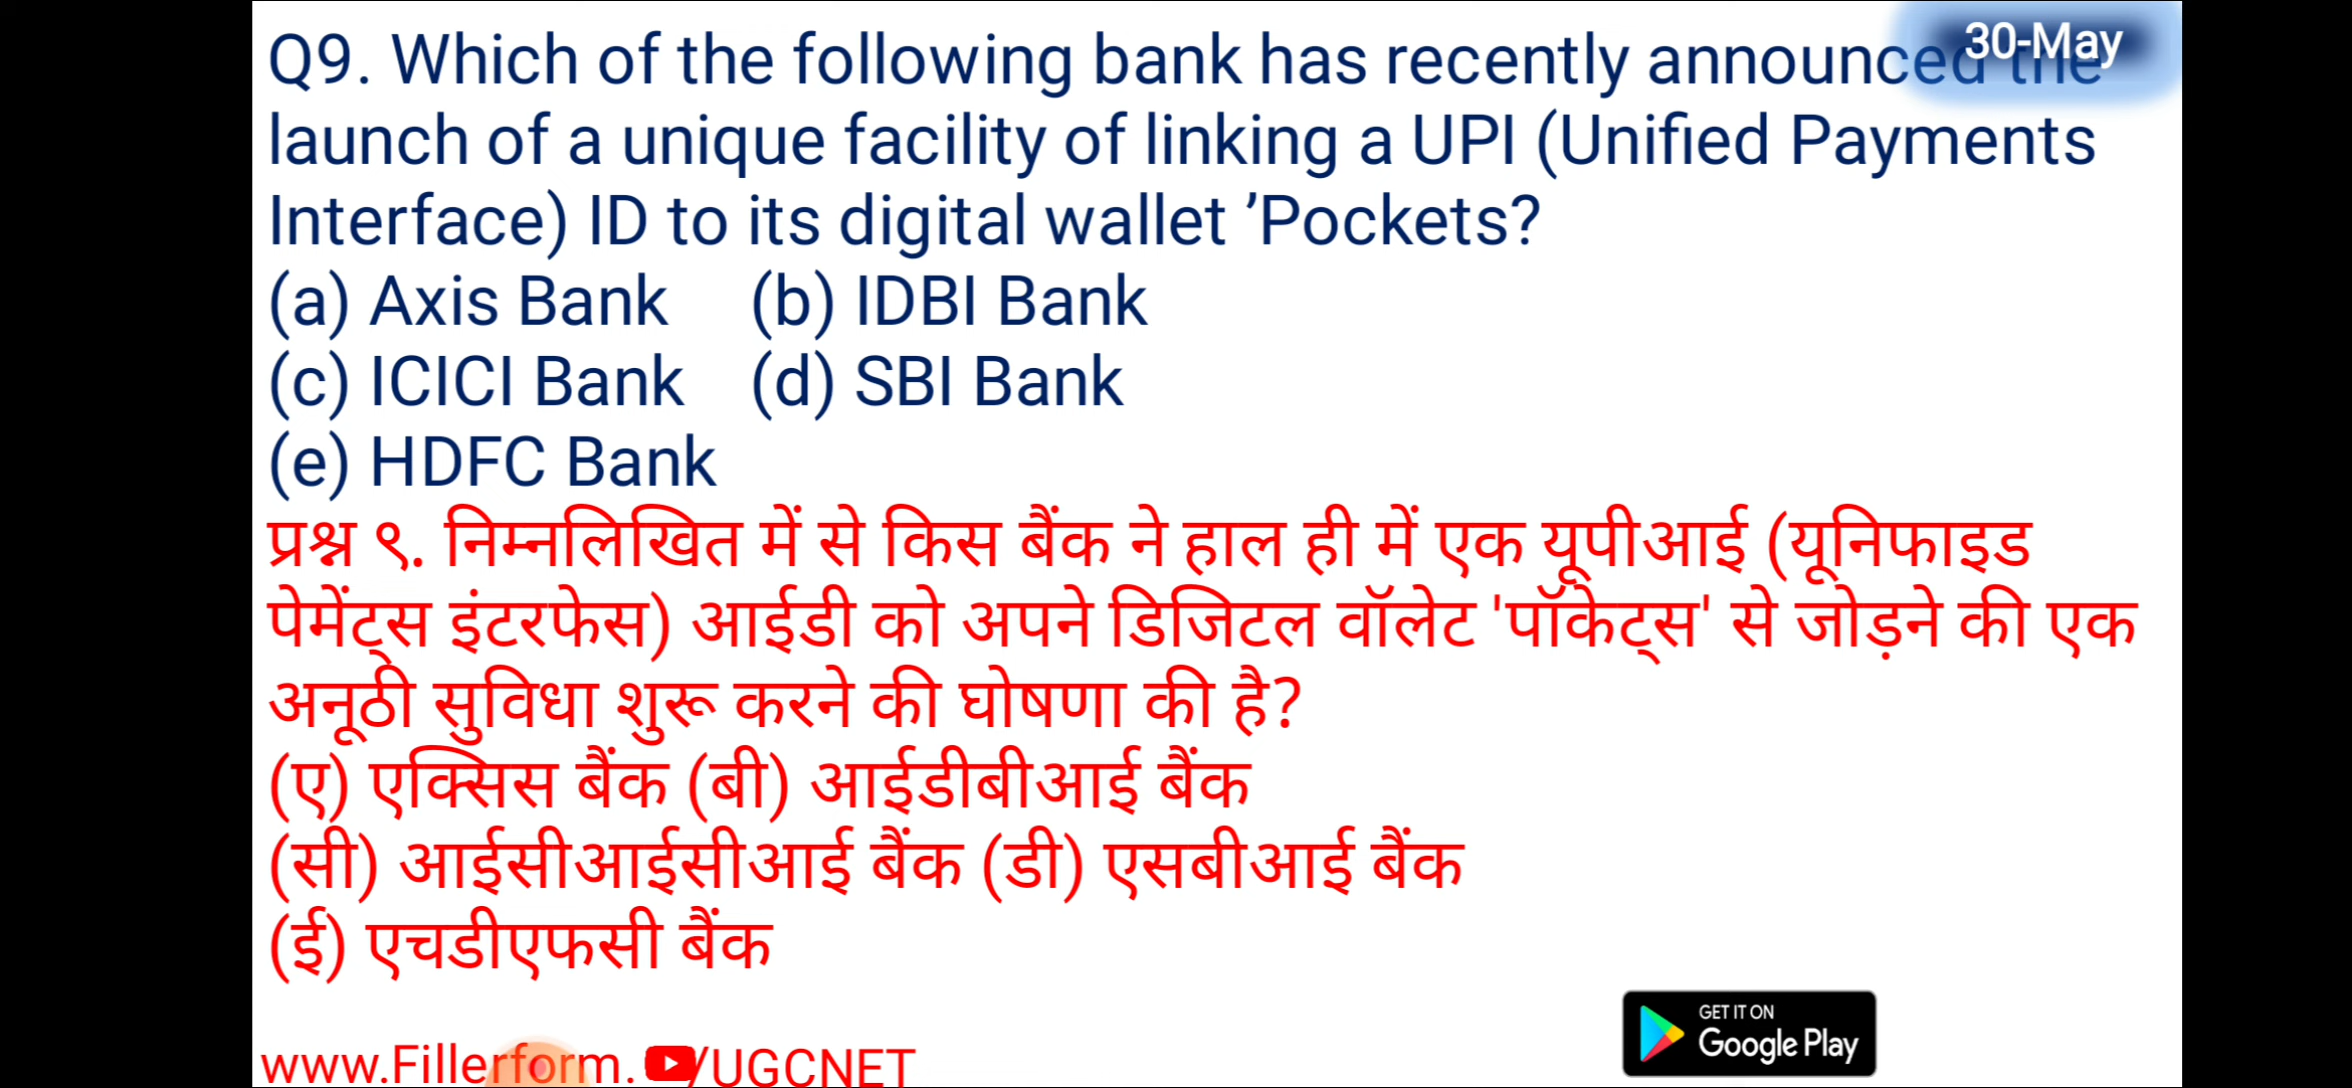 30-May
Q9. Which of the following bank has recently announced the
launch of a unique facility of linking a UPI (Unified Payments
Interface) ID to its digital wallet ’Pockets?
(a) Axis Bank (b) IDBI Bank
(c) ICICI Bank (d) SBI Bank
(e) HDFC Bank
प्रश्न ९. निम्नलिखित में से किस बैंक ने हाल ही में एक यूपीआई (यूनिफाइड
पेमेंट्स इंटरफेस) आईडी को अपने डिजिटल वॉलेट 'पॉकेट्स' से जोड़ने की एक
अनूठी सुविधा शुरू करने की घोषणा की है?
(ए) एक्सिस बैंक (बी) आईडीबीआई बैंक
(सी) आईसीआईसीआई बैंक (डी) एसबीआई बैंक
(ई) एचडीएफसी बैंक
www.Fillerform. /UGCNET
GET IT ON
Google Play